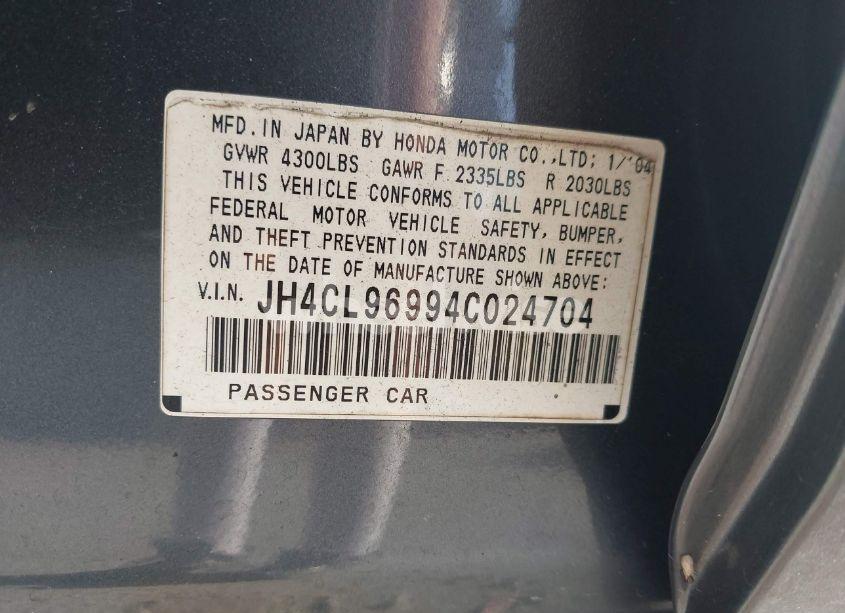 MFD. IN JAPAN BY HONDA MOTOR CO.,LTD; 1/'04
GVWR 4300LBS GAWR F 2335LBS R 2030LBS
THIS VEHICLE CONFORMS TO ALL APPLICABLE
FEDERAL MOTOR VEHICLE SAFETY, BUMPER,
AND THEFT PREVENTION STANDARDS IN EFFECT
ON THE DATE OF MANUFACTURE SHOWN ABOVE:
V.I.N. JH4CL96994C024704
PASSENGER CAR